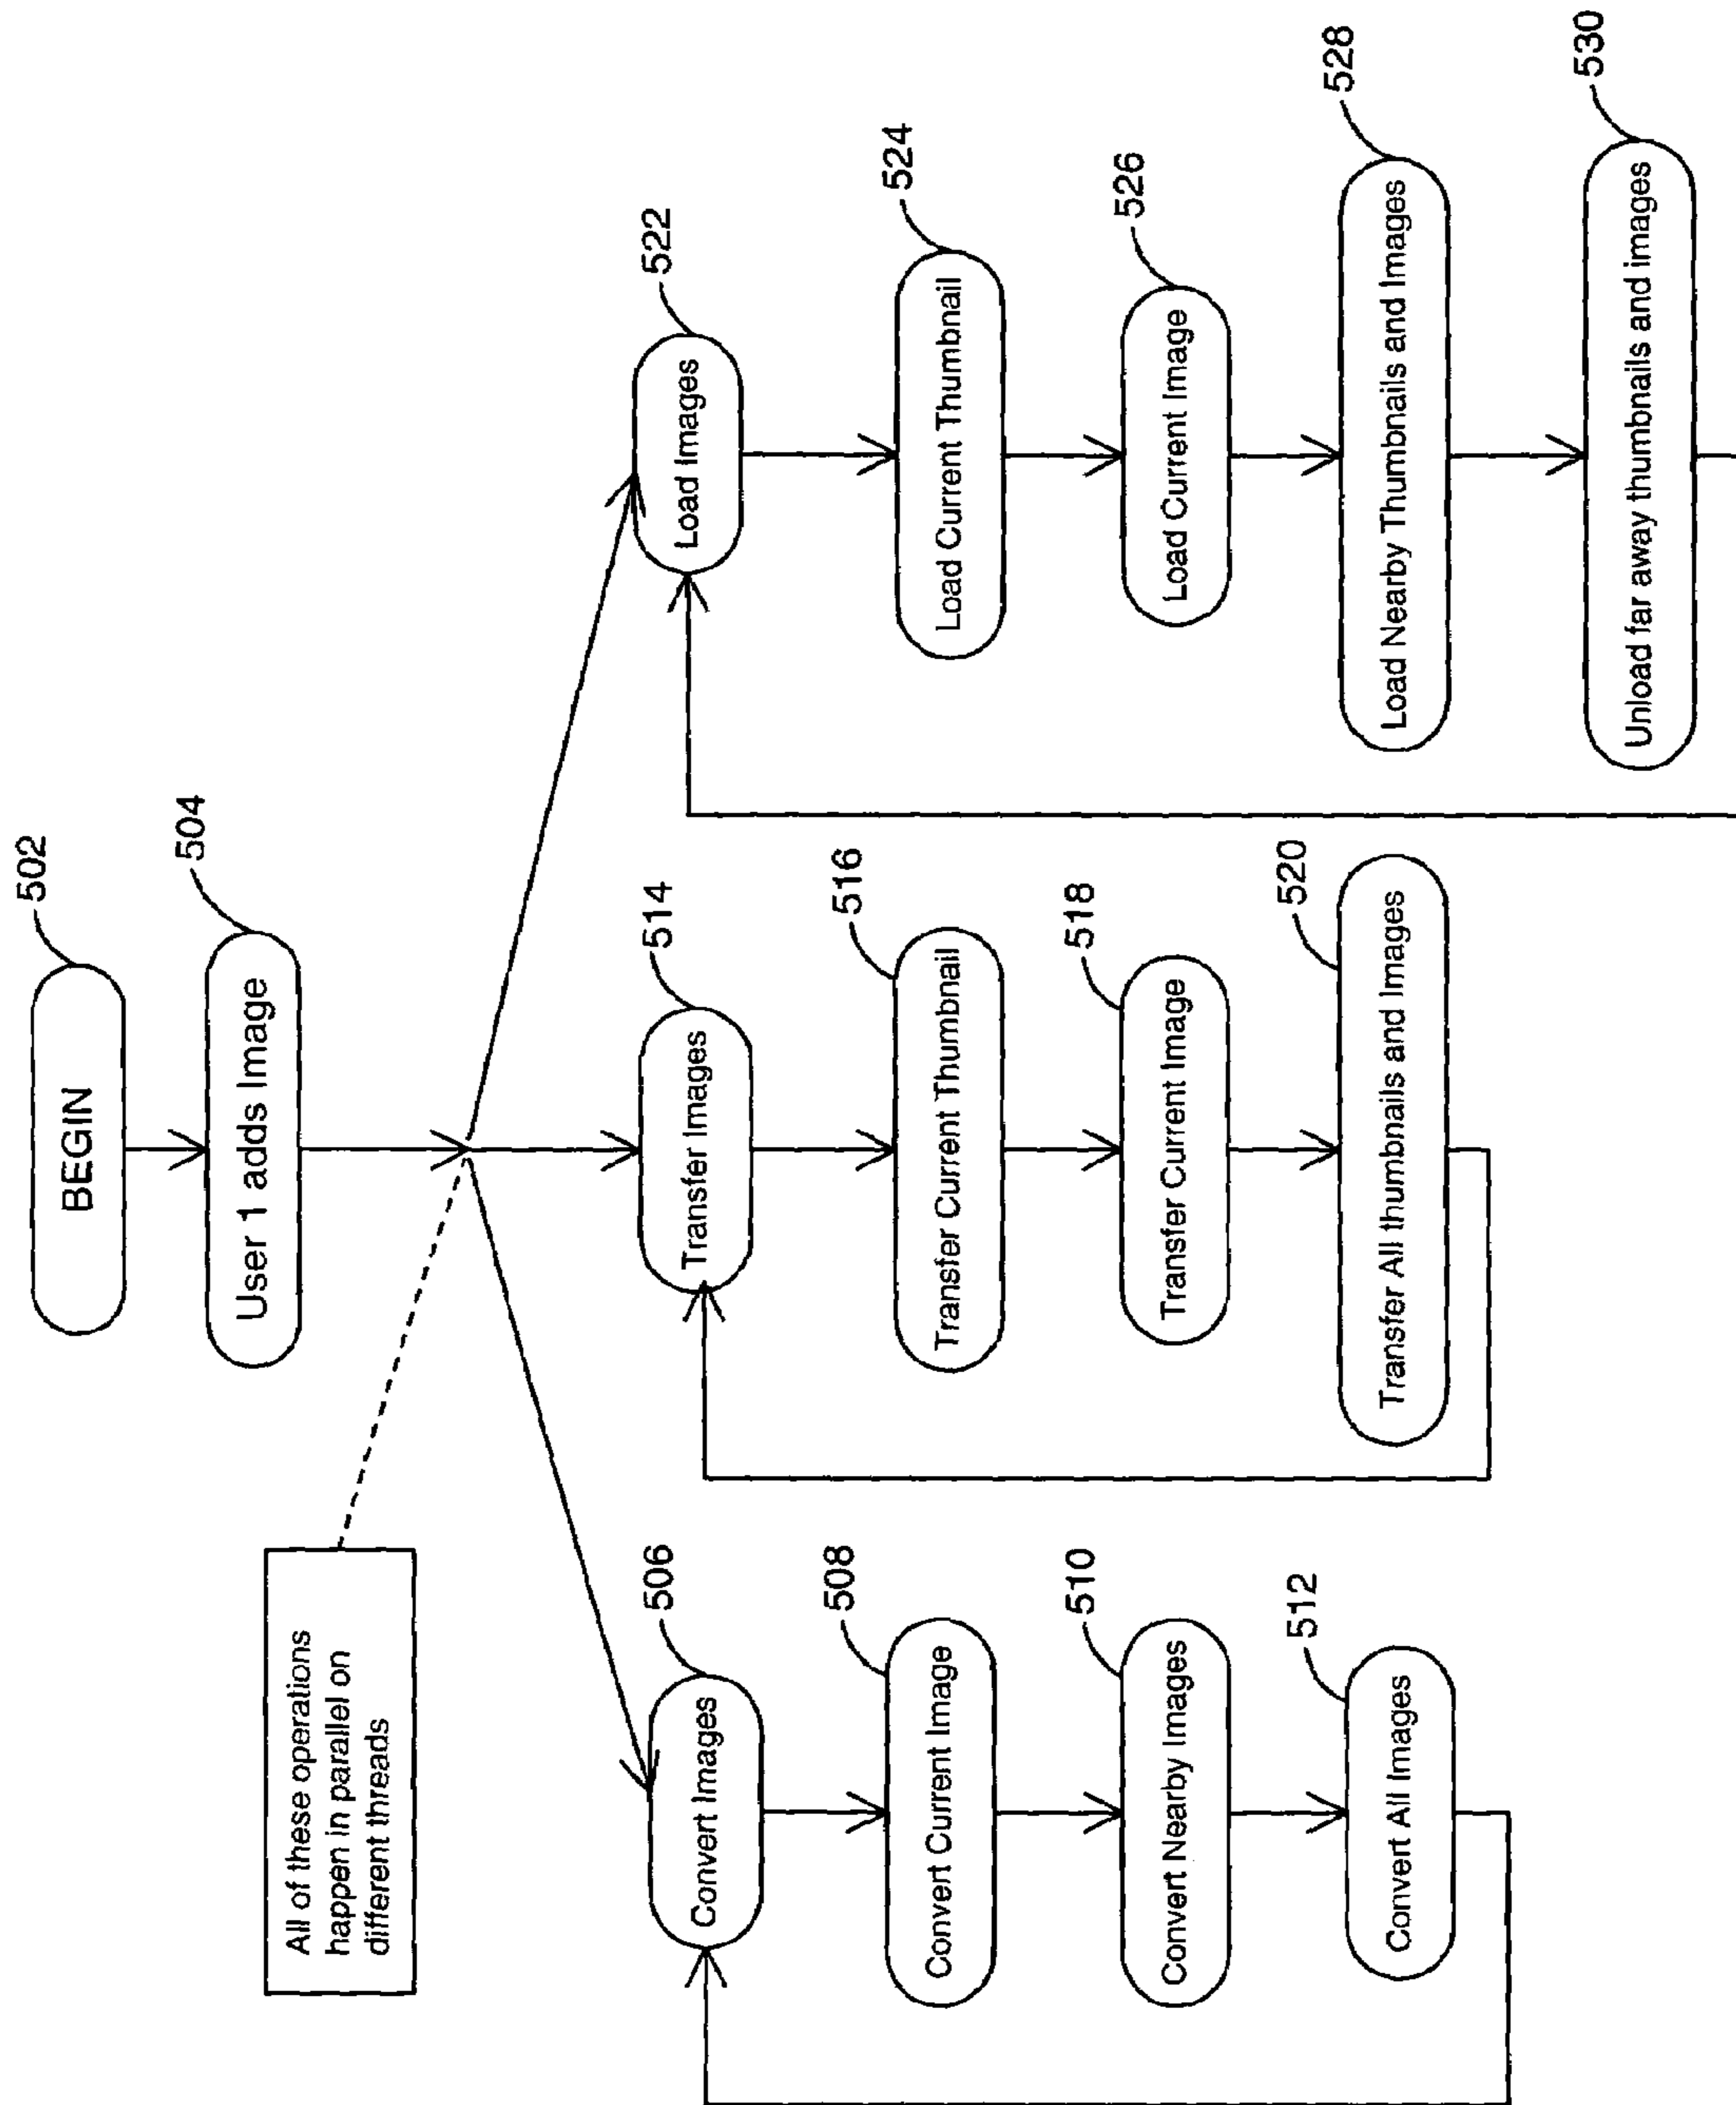 502
BEGIN
504
User 1 adds Image
All of these operations
happen in parallel on
different threads
506
Convert Images
508
Convert Current Image
510
Convert Nearby Images
512
Convert All Images
514
Transfer Images
516
Transfer Current Thumbnail
518
Transfer Current Image
520
Transfer All thumbnails and Images
522
Load Images
524
Load Current Thumbnail
526
Load Current Image
528
Load Nearby Thumbnails and Images
530
Unload far away thumbnails and images